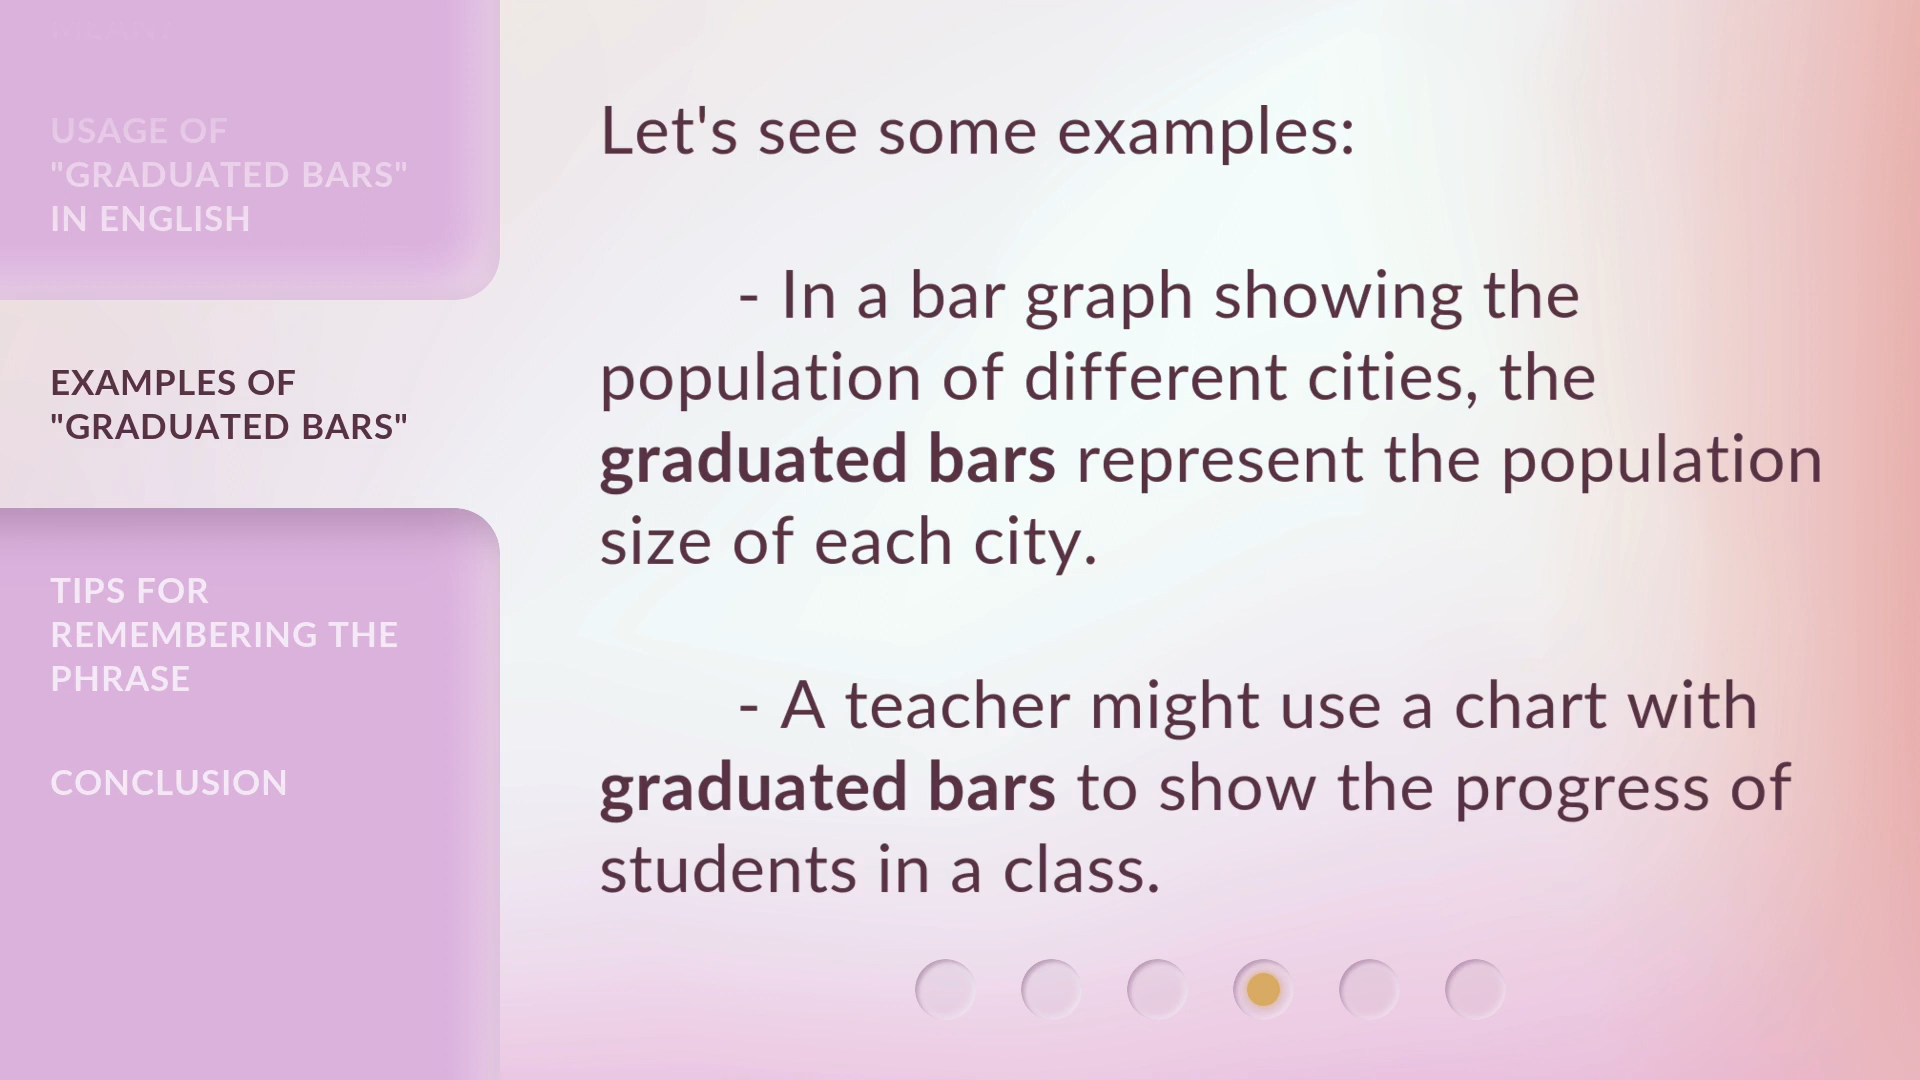 USAGE OF
"GRADUATED BARS"
IN ENGLISH
EXAMPLES OF
"GRADUATED BARS"
TIPS FOR
REMEMBERING THE
PHRASE
CONCLUSION
Let's see some examples:
- In a bar graph showing the
population of different cities, the
graduated bars represent the population
size of each city.
- A teacher might use a chart with
graduated bars to show the progress of
students in a class.